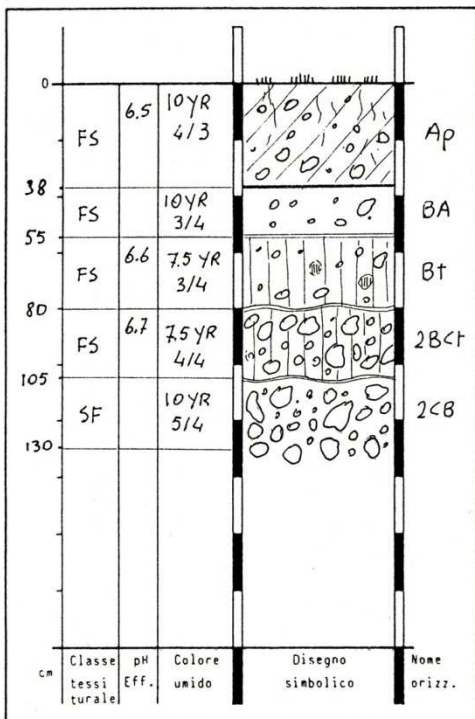 0
FS 6.5 10YR 4/3 Ap
38
FS 10YR 3/4 BA
55
FS 6.6 7.5 YR 3/4 Bt
80
FS 6.7 7.5YR 4/4 2BCt
105
SF 10YR 5/4 2CB
130
cm
Classe tessi turale
pH Eff.
Colore umido
Disegno simbolico
Nome orizz.